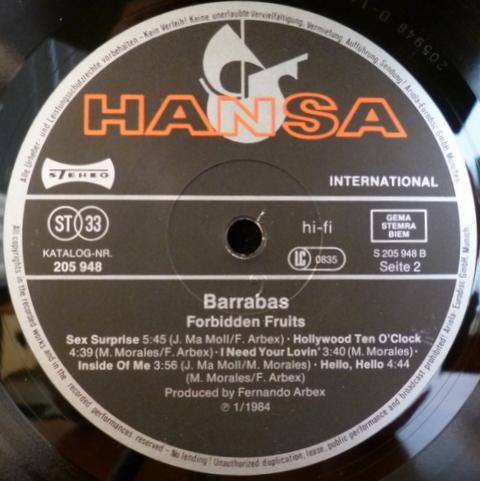 Alle Urheber- und Leistungsschutzrechte vorbehalten - Kein Verleih! Keine unerlaubte Vervielfältigung, Vermietung, Aufführung, Sendung! Ariola-Eurodisc GmbH, München.
HANSA
STEREO
INTERNATIONAL
ST 33
hi-fi
GEMA
STEMRA
BIEM
KATALOG-NR.
205 948
LC 0835
S 205 948 B
Seite 2
Barrabas
Forbidden Fruits
Sex Surprise 5:45 (J. Ma Moll/F. Arbex) · Hollywood Ten O'Clock
4:39 (M. Morales/F. Arbex) · I Need Your Lovin' 3:40 (M. Morales) ·
Inside Of Me 3:56 (J. Ma Moll/M. Morales) · Hello, Hello 4:44
(M. Morales/F. Arbex)
Produced by Fernando Arbex
℗ 1/1984
All copyrights in the recorded works and in the recorded performances reserved - No lending! Unauthorized duplication, lease, public performance and broadcast prohibited! Ariola-Eurodisc GmbH, Munich.